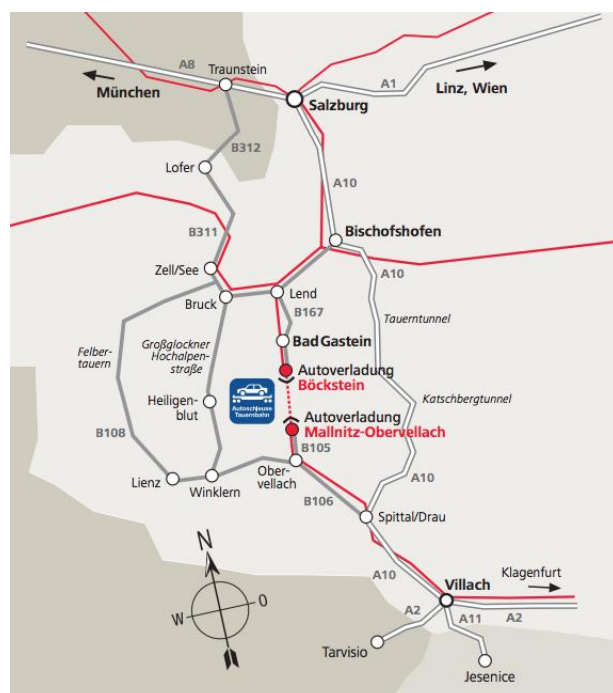 A8
Traunstein
A1
München
Salzburg
Linz, Wien
B312
Lofer
A10
B311
Bischofshofen
Zell/See
A10
Lend
Bruck
B167
Tauerntunnel
Felber-
tauern
Großglockner
Hochalpen-
straße
Bad Gastein
Autoverladung
Böckstein
Autoschleuse
Tauernbahn
Heiligen-
blut
Katschbergtunnel
Autoverladung
Mallnitz-Obervellach
B108
B105
Ober-
vellach
A10
Lienz
Winklern
B106
Spittal/Drau
N
A10
Klagenfurt
Villach
W
O
A2
A11
A2
Tarvisio
Jesenice